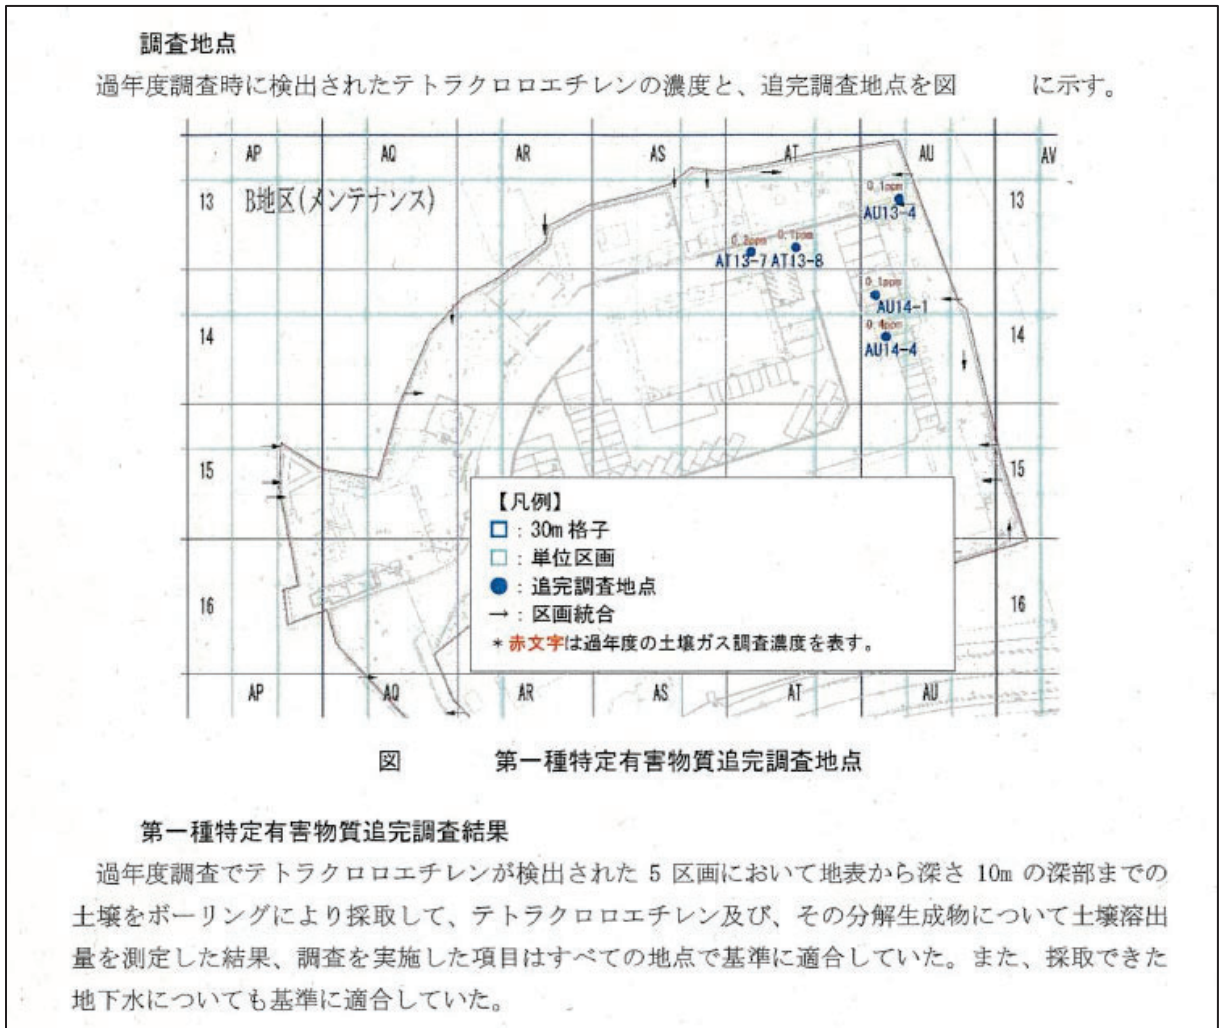 調査地点
過年度調査時に検出されたテトラクロロエチレンの濃度と、追完調査地点を図　　　に示す。
AP AQ AR AS AT AU AV
13 B地区(メンテナンス) 13
0.1ppm
AU13-4
0.2ppm 0.1ppm
AT13-7 AT13-8
0.1ppm
AU14-1
14 14
0.4ppm
AU14-4
15 15
【凡例】
□：30m 格子
□：単位区画
●：追完調査地点
→：区画統合
＊赤文字は過年度の土壌ガス調査濃度を表す。
16 16
AP AQ AR AS AT AU
図　　　第一種特定有害物質追完調査地点
第一種特定有害物質追完調査結果
過年度調査でテトラクロロエチレンが検出された 5 区画において地表から深さ 10m の深部までの
土壌をボーリングにより採取して、テトラクロロエチレン及び、その分解生成物について土壌溶出
量を測定した結果、調査を実施した項目はすべての地点で基準に適合していた。また、採取できた
地下水についても基準に適合していた。